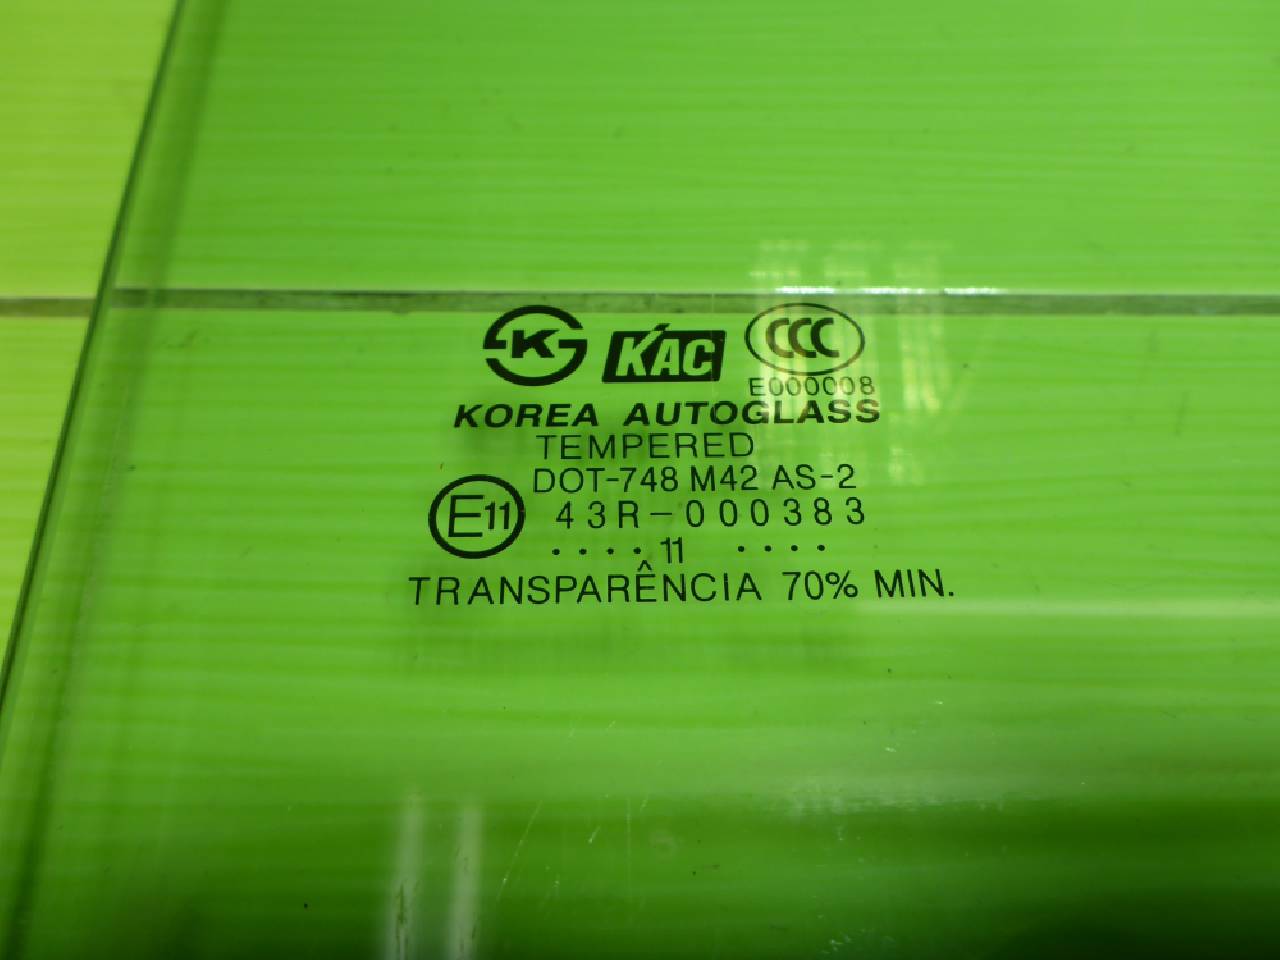 K KAC CCC
E000008
KOREA AUTOGLASS
TEMPERED
DOT-748 M42 AS-2
E11 43R-000383
....11 ....
TRANSPARÊNCIA 70% MIN.